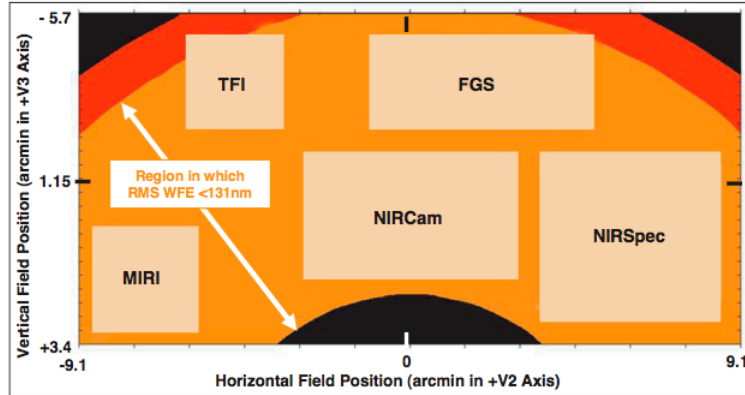 - 5.7
TFI
FGS
Vertical Field Position (arcmin in +V3 Axis)
1.15
Region in which
RMS WFE <131nm
NIRCam
NIRSpec
MIRI
+3.4
-9.1
0
9.1
Horizontal Field Position (arcmin in +V2 Axis)